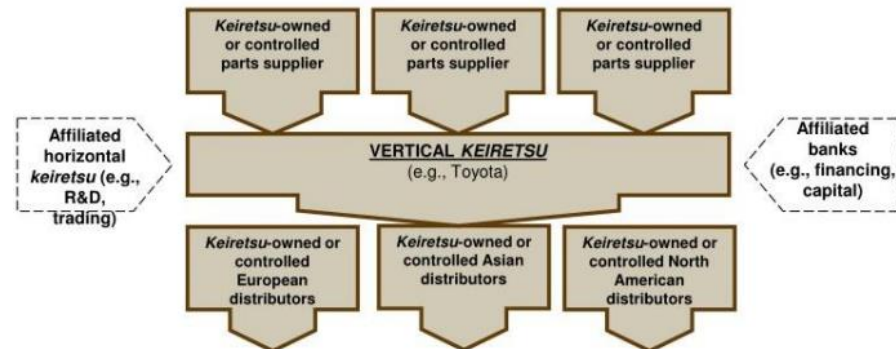 Keiretsu-owned
or controlled
parts supplier
Keiretsu-owned
or controlled
parts supplier
Keiretsu-owned
or controlled
parts supplier
Affiliated
horizontal
keiretsu (e.g.,
R&D,
trading)
VERTICAL KEIRETSU
(e.g., Toyota)
Affiliated
banks
(e.g., financing,
capital)
Keiretsu-owned or
controlled
European
distributors
Keiretsu-owned or
controlled Asian
distributors
Keiretsu-owned or
controlled North
American
distributors